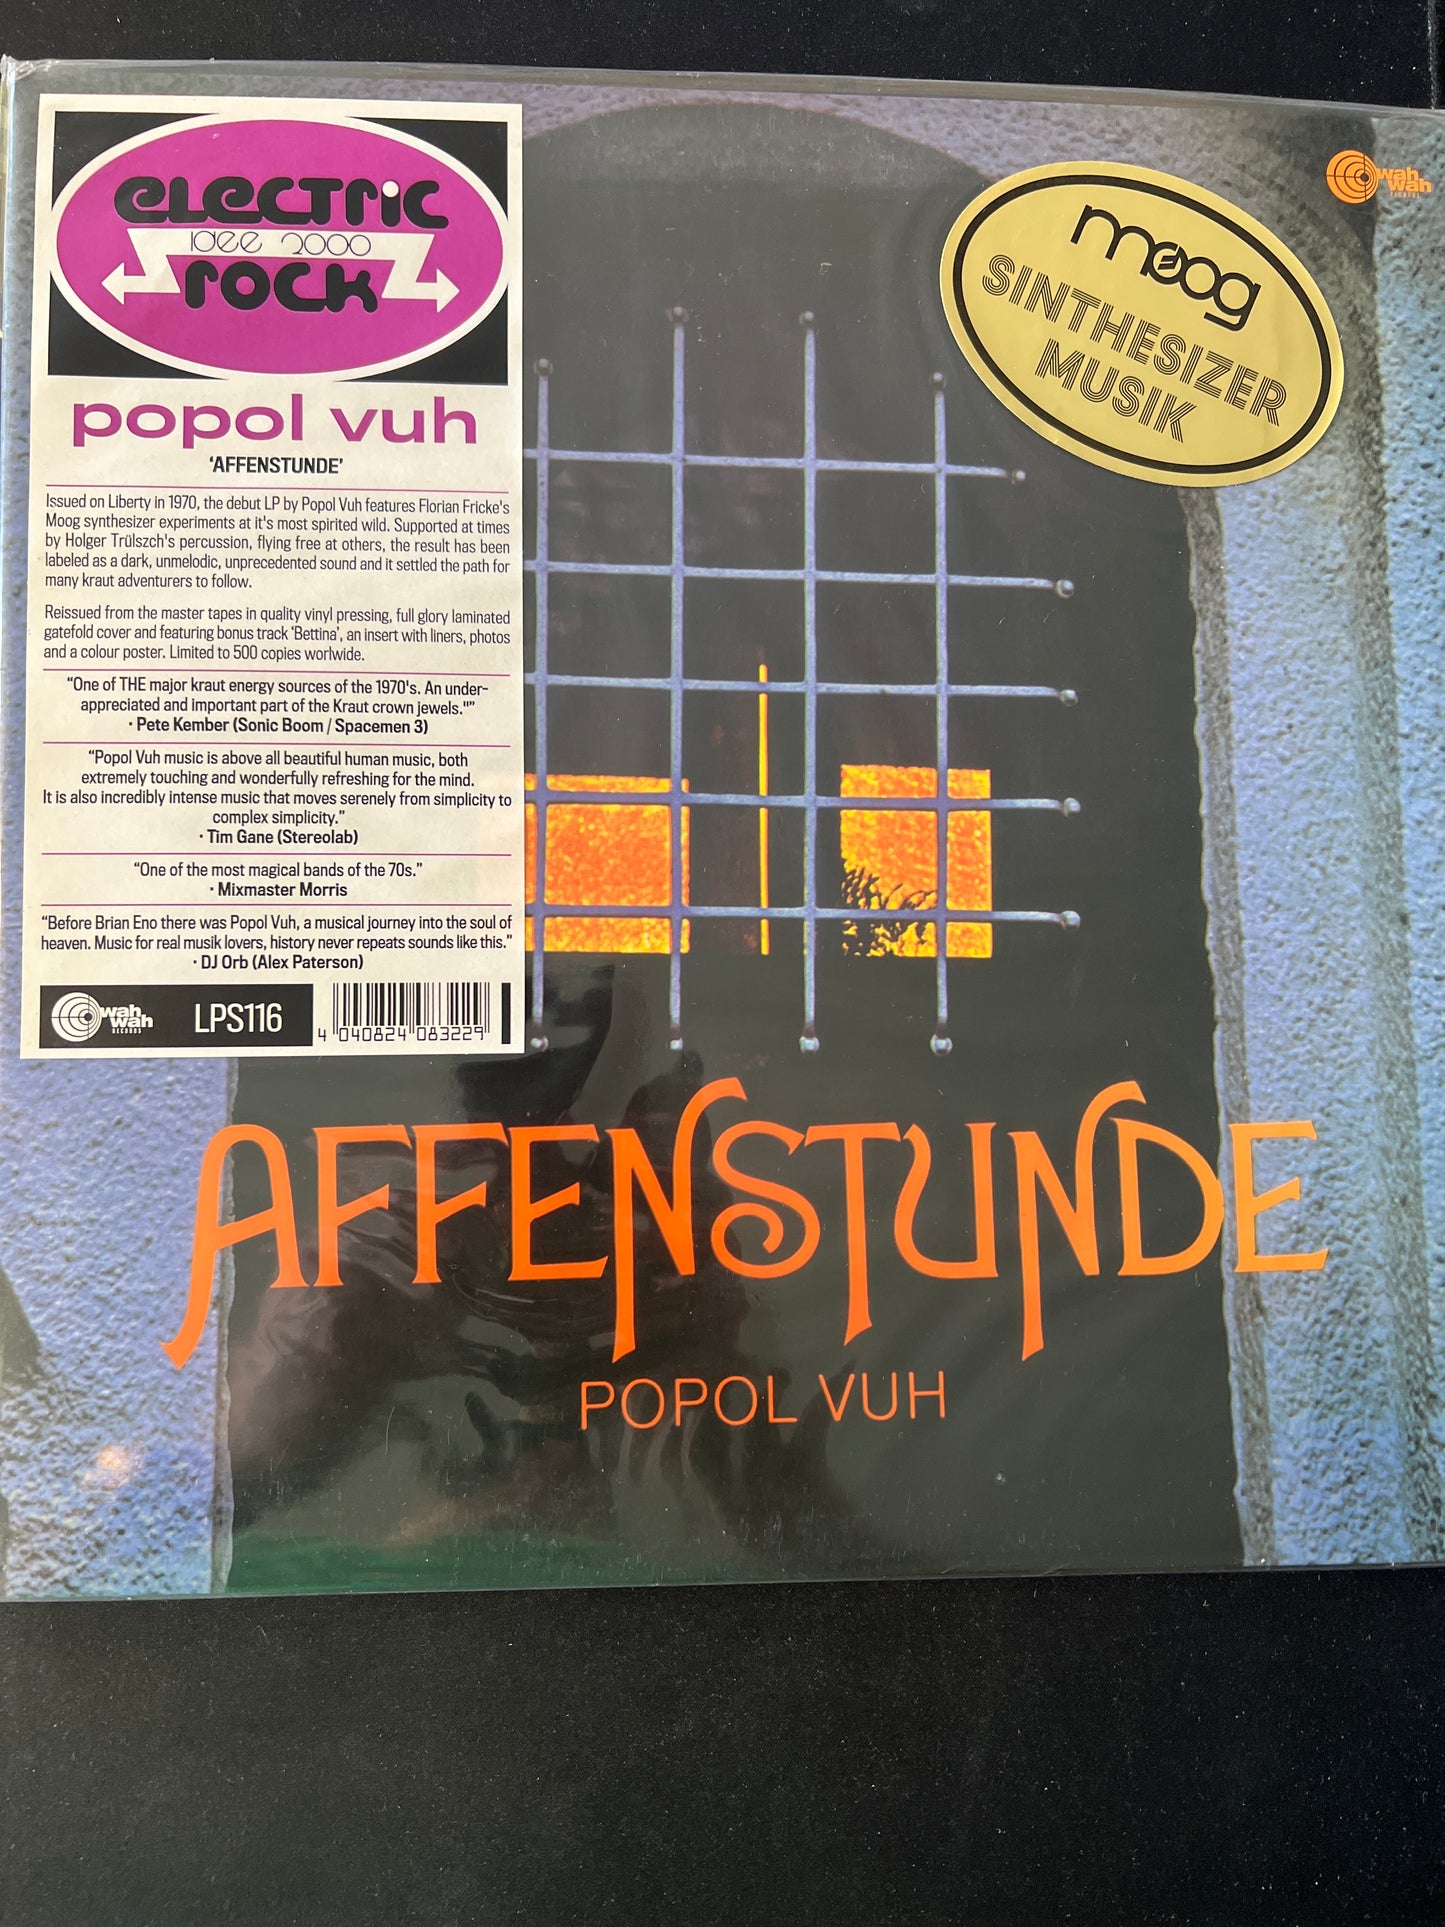 electric
idee 2000
rock
popol vuh
‘AFFENSTUNDE’
Issued on Liberty in 1970, the debut LP by Popol Vuh features Florian Fricke's
Moog synthesizer experiments at it's most spirited wild. Supported at times
by Holger Trülszch's percussion, flying free at others, the result has been
labeled as a dark, unmelodic, unprecedented sound and it settled the path for
many kraut adventurers to follow.
Reissued from the master tapes in quality vinyl pressing, full glory laminated
gatefold cover and featuring bonus track ‘Bettina’, an insert with liners, photos
and a colour poster. Limited to 500 copies worlwide.
“One of THE major kraut energy sources of the 1970's. An under-
appreciated and important part of the Kraut crown jewels."”
· Pete Kember (Sonic Boom / Spacemen 3)
“Popol Vuh music is above all beautiful human music, both
extremely touching and wonderfully refreshing for the mind.
It is also incredibly intense music that moves serenely from simplicity to
complex simplicity.”
· Tim Gane (Stereolab)
“One of the most magical bands of the 70s.”
· Mixmaster Morris
“Before Brian Eno there was Popol Vuh, a musical journey into the soul of
heaven. Music for real musik lovers, history never repeats sounds like this.”
· DJ Orb (Alex Paterson)
wah
wah
RECORDS
LPS116
4 040824 083229
moog
SINTHESIZER
MUSIK
wah
wah
RECORDS
AFFENSTUNDE
POPOL VUH